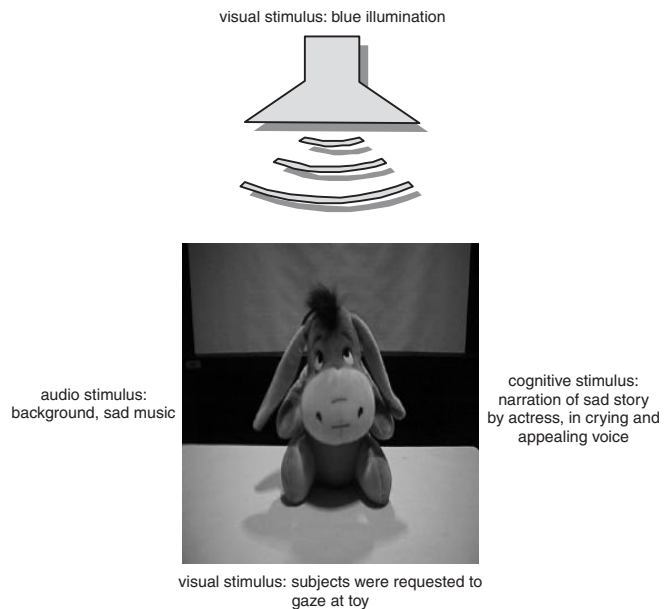 visual stimulus: blue illumination
audio stimulus:
background, sad music
cognitive stimulus:
narration of sad story
by actress, in crying and
appealing voice
visual stimulus: subjects were requested to
gaze at toy